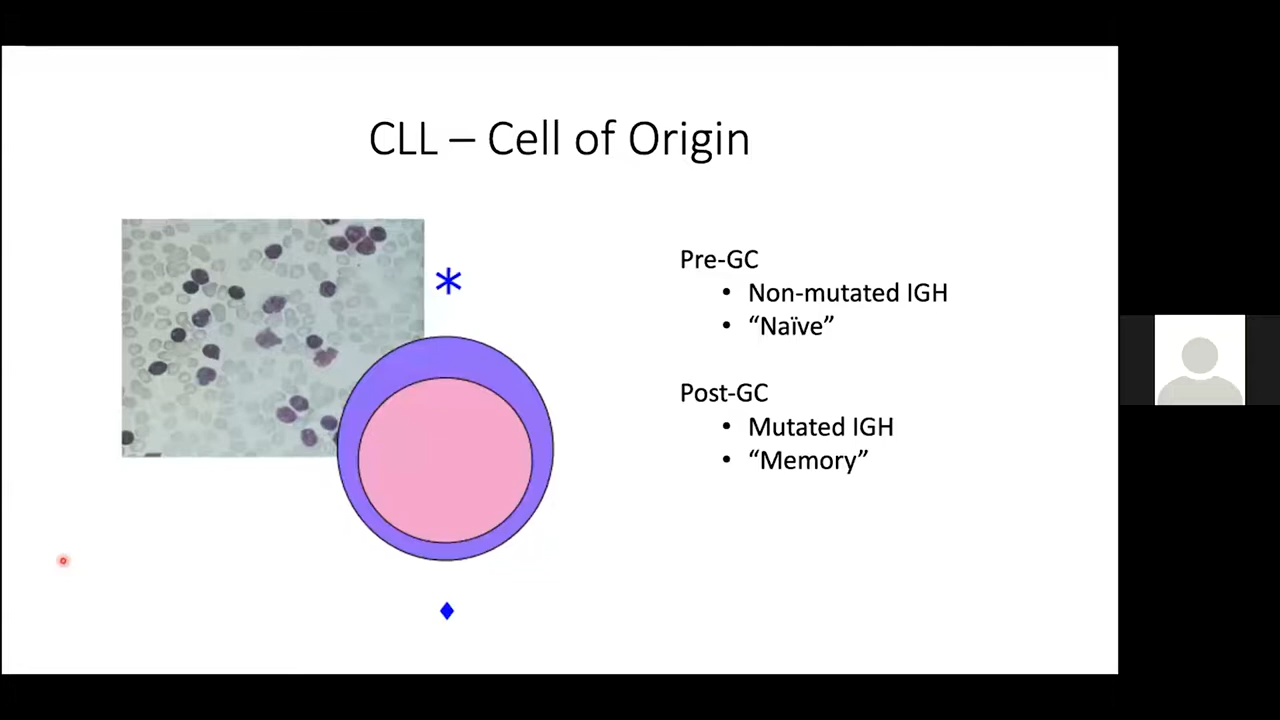 CLL – Cell of Origin
*
Pre-GC
• Non-mutated IGH
• “Naïve”
Post-GC
• Mutated IGH
• “Memory”